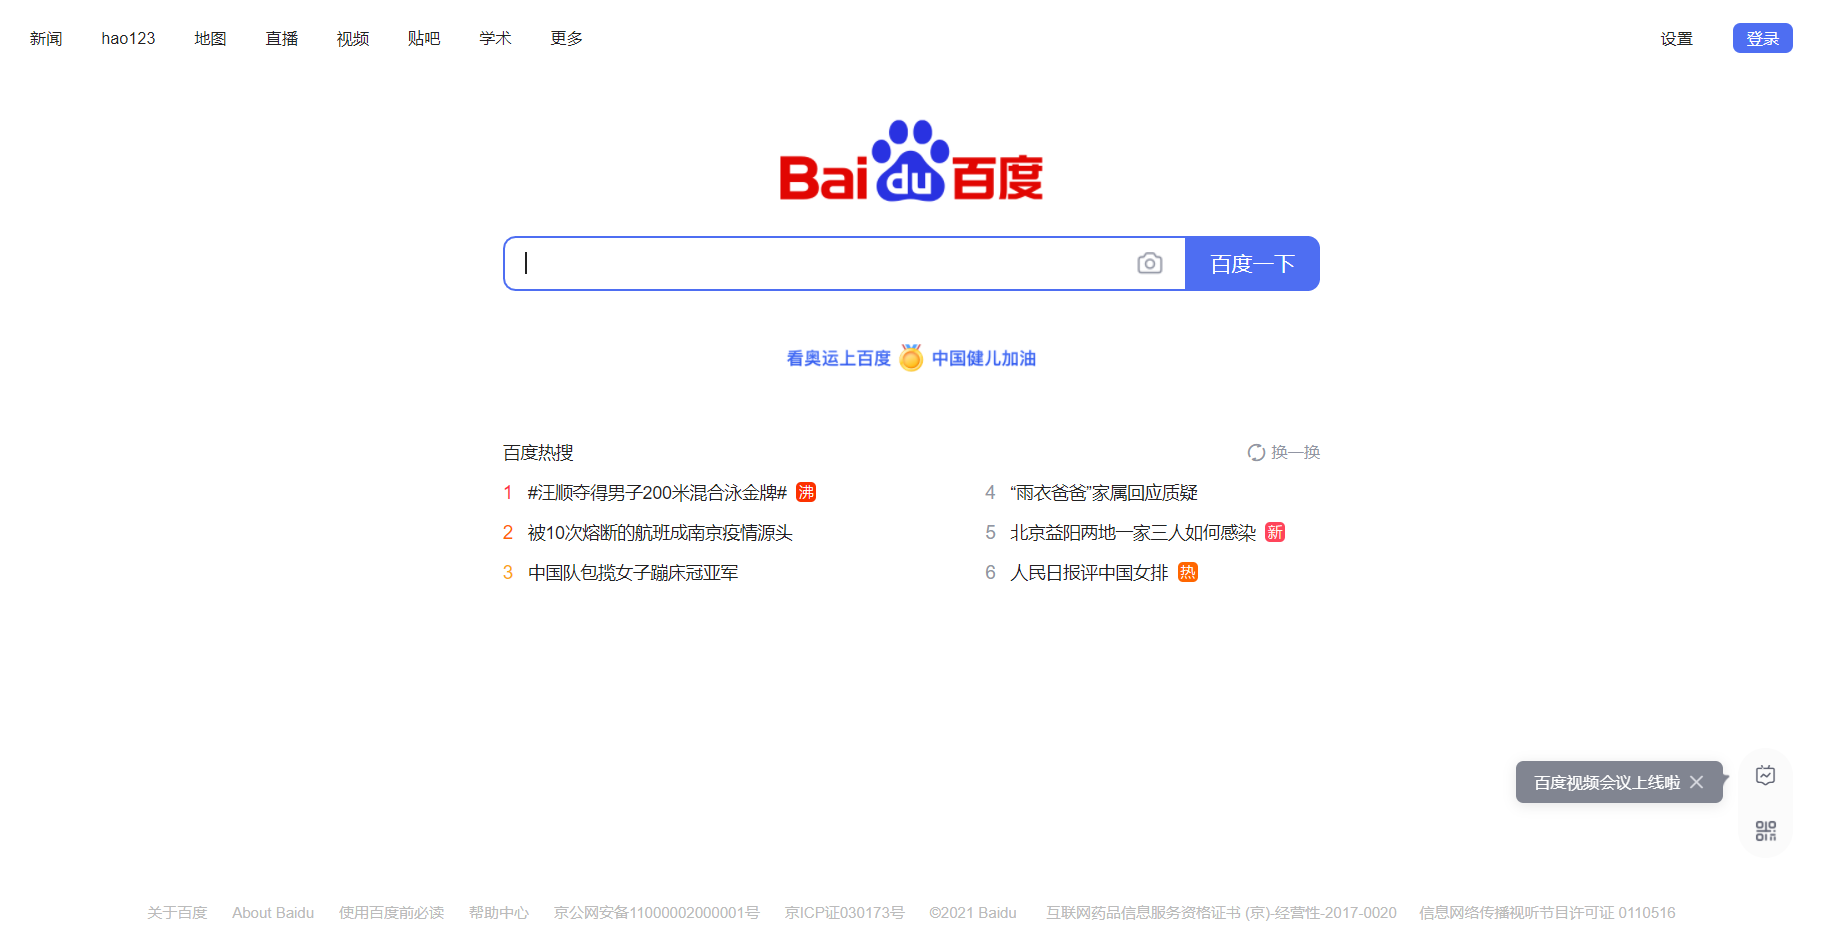 新闻 hao123 地图 直播 视频 贴吧 学术 更多 设置 登录
Bai du 百度
百度一下
看奥运上百度 中国健儿加油
百度热搜 换一换
1 #汪顺夺得男子200米混合泳金牌# 沸
2 被10次熔断的航班成南京疫情源头
3 中国队包揽女子蹦床冠亚军
4 “雨衣爸爸”家属回应质疑
5 北京益阳两地一家三人如何感染 新
6 人民日报评中国女排 热
百度视频会议上线啦
关于百度 About Baidu 使用百度前必读 帮助中心 京公网安备11000002000001号 京ICP证030173号 ©2021 Baidu 互联网药品信息服务资格证书 (京)-经营性-2017-0020 信息网络传播视听节目许可证 0110516